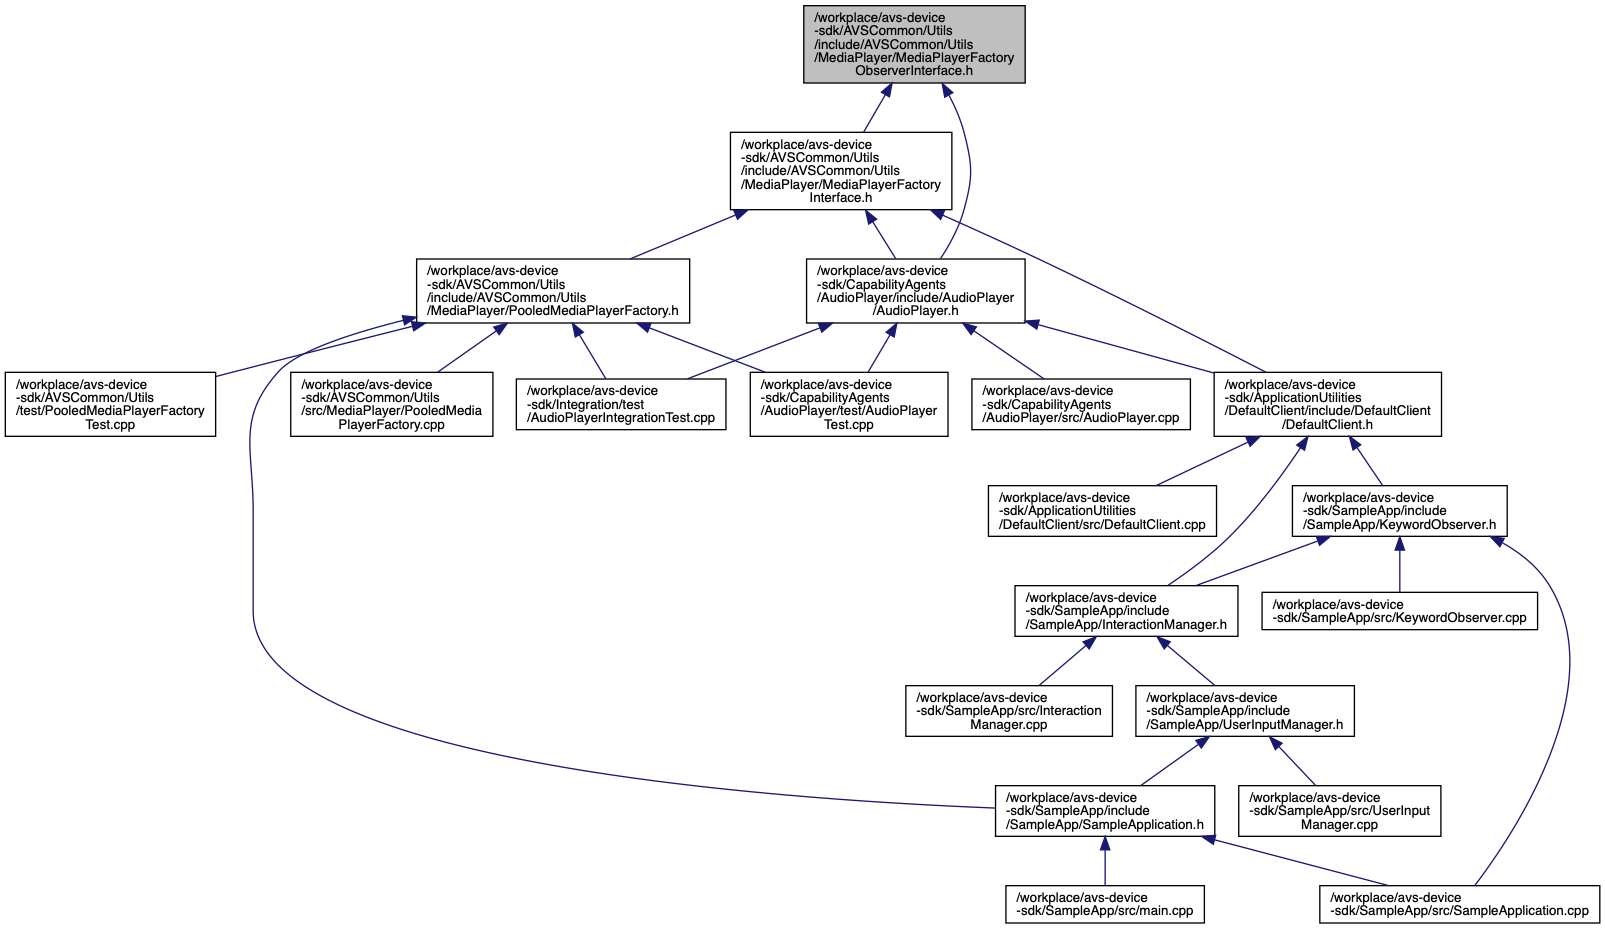 /workplace/avs-device
-sdk/AVSCommon/Utils
/include/AVSCommon/Utils
/MediaPlayer/MediaPlayerFactory
ObserverInterface.h
/workplace/avs-device
-sdk/AVSCommon/Utils
/include/AVSCommon/Utils
/MediaPlayer/MediaPlayerFactory
Interface.h
/workplace/avs-device
-sdk/AVSCommon/Utils
/include/AVSCommon/Utils
/MediaPlayer/PooledMediaPlayerFactory.h
/workplace/avs-device
-sdk/CapabilityAgents
/AudioPlayer/include/AudioPlayer
/AudioPlayer.h
/workplace/avs-device
-sdk/AVSCommon/Utils
/test/PooledMediaPlayerFactory
Test.cpp
/workplace/avs-device
-sdk/AVSCommon/Utils
/src/MediaPlayer/PooledMedia
PlayerFactory.cpp
/workplace/avs-device
-sdk/Integration/test
/AudioPlayerIntegrationTest.cpp
/workplace/avs-device
-sdk/CapabilityAgents
/AudioPlayer/test/AudioPlayer
Test.cpp
/workplace/avs-device
-sdk/CapabilityAgents
/AudioPlayer/src/AudioPlayer.cpp
/workplace/avs-device
-sdk/ApplicationUtilities
/DefaultClient/include/DefaultClient
/DefaultClient.h
/workplace/avs-device
-sdk/ApplicationUtilities
/DefaultClient/src/DefaultClient.cpp
/workplace/avs-device
-sdk/SampleApp/include
/SampleApp/KeywordObserver.h
/workplace/avs-device
-sdk/SampleApp/include
/SampleApp/InteractionManager.h
/workplace/avs-device
-sdk/SampleApp/src/KeywordObserver.cpp
/workplace/avs-device
-sdk/SampleApp/src/Interaction
Manager.cpp
/workplace/avs-device
-sdk/SampleApp/include
/SampleApp/UserInputManager.h
/workplace/avs-device
-sdk/SampleApp/include
/SampleApp/SampleApplication.h
/workplace/avs-device
-sdk/SampleApp/src/UserInput
Manager.cpp
/workplace/avs-device
-sdk/SampleApp/src/main.cpp
/workplace/avs-device
-sdk/SampleApp/src/SampleApplication.cpp